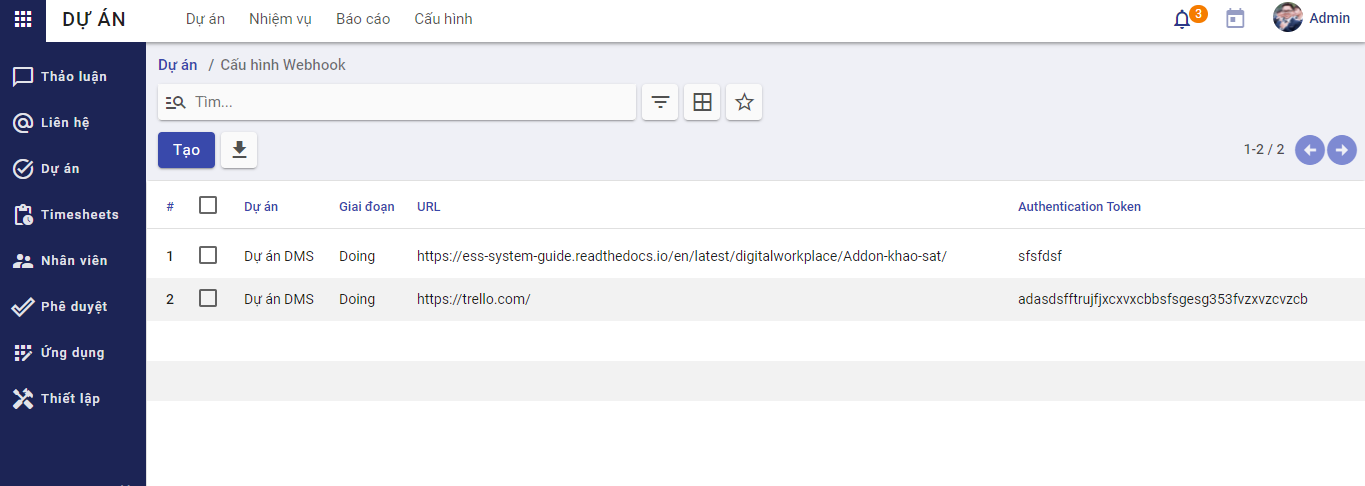 DỰ ÁN
Dự án Nhiệm vụ Báo cáo Cấu hình
3
Admin
Thảo luận
Liên hệ
Dự án
Timesheets
Nhân viên
Phê duyệt
Ứng dụng
Thiết lập
Dự án / Cấu hình Webhook
Tìm...
Tạo
1-2 / 2
# Dự án Giai đoạn URL Authentication Token
1 Dự án DMS Doing https://ess-system-guide.readthedocs.io/en/latest/digitalworkplace/Addon-khao-sat/ sfsfdsf
2 Dự án DMS Doing https://trello.com/ adasdsfftrujfjxcxvxcbbsfsgesg353fvzxvzcvzcb